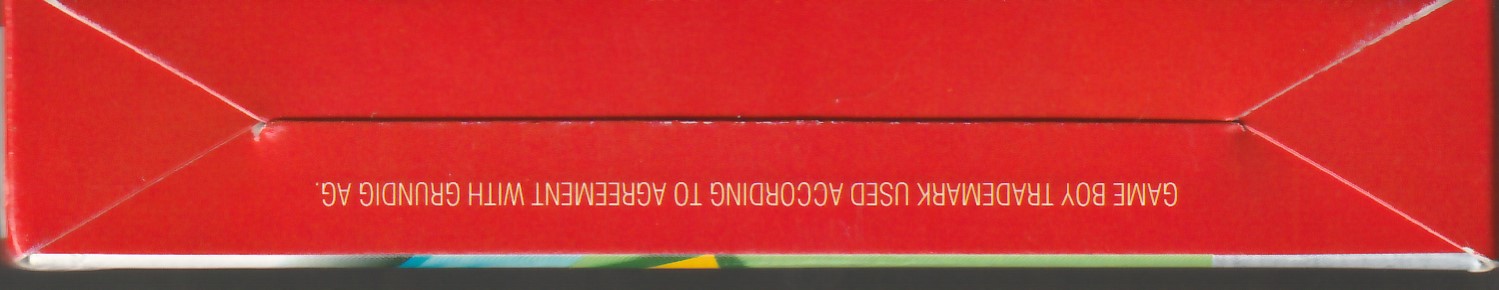 GAME BOY TRADEMARK USED ACCORDING TO AGREEMENT WITH GRUNDIG AG.